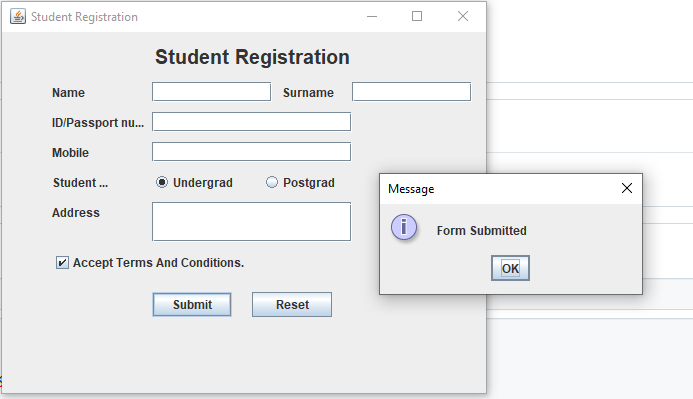 Student Registration
Student Registration
Name
Surname
ID/Passport nu...
Mobile
Student ...
Undergrad
Postgrad
Address
Accept Terms And Conditions.
Submit
Reset
Message
Form Submitted
OK